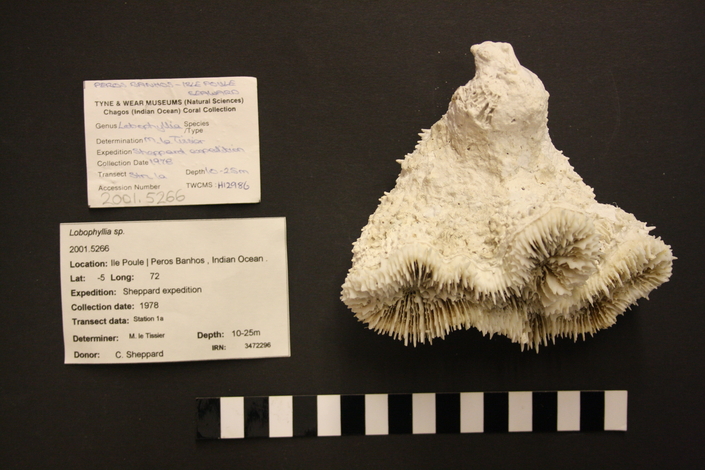 PEROS BANHOS - ILE POULE
SEAWARD
TYNE & WEAR MUSEUMS (Natural Sciences)
Chagos (Indian Ocean) Coral Collection
Genus Lobophyllia Species
/Type
Determination M. le Tissier
Expedition Sheppard expedition
Collection Date 1978
Transect Stn. 1a Depth 10-25m
Accession Number TWCMS : H12986
2001.5266
Lobophyllia sp.
2001.5266
Location: Ile Poule | Peros Banhos , Indian Ocean .
Lat: -5 Long: 72
Expedition: Sheppard expedition
Collection date: 1978
Transect data: Station 1a
Determiner: M. le Tissier Depth: 10-25m
Donor: C. Sheppard IRN: 3472296